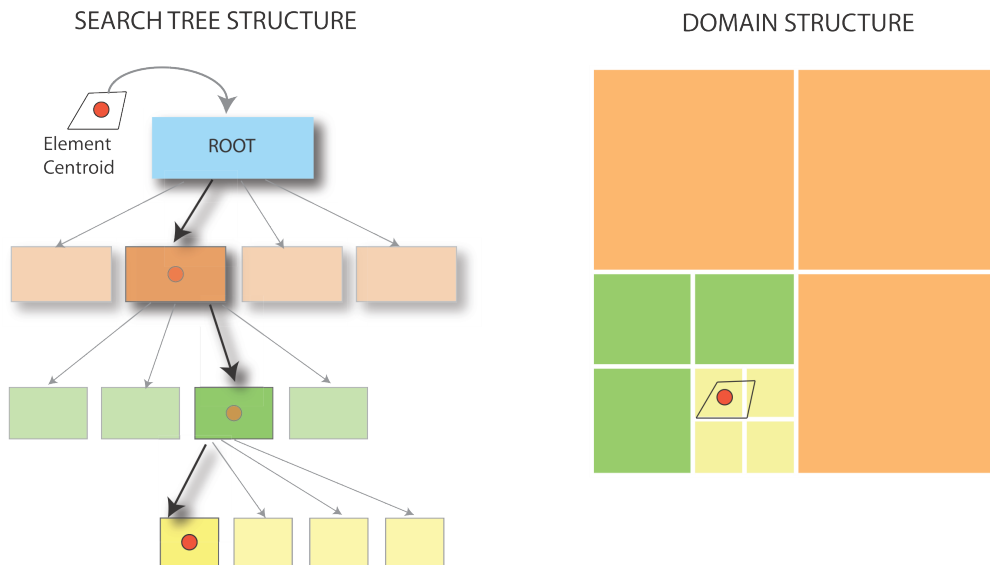 SEARCH TREE STRUCTURE
DOMAIN STRUCTURE
Element
Centroid
ROOT